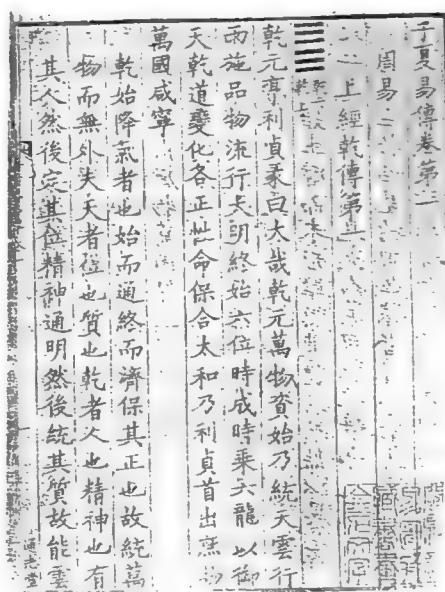 子夏易傳卷第一
周易
上經乾傳第一
乾下
乾上
乾元亨利貞彖曰大哉乾元萬物資始乃統天雲行
雨施品物流行大明終始六位時成時乘六龍以御
天乾道變化各正性命保合太和乃利貞首出庶物
萬國咸寧
乾始降氣者也始而通終而濟保其正也故統萬
物而無外夫天者位也質也乾者人也精神也有
其人然後定其位精神通明然後統其質故能雲
通志堂